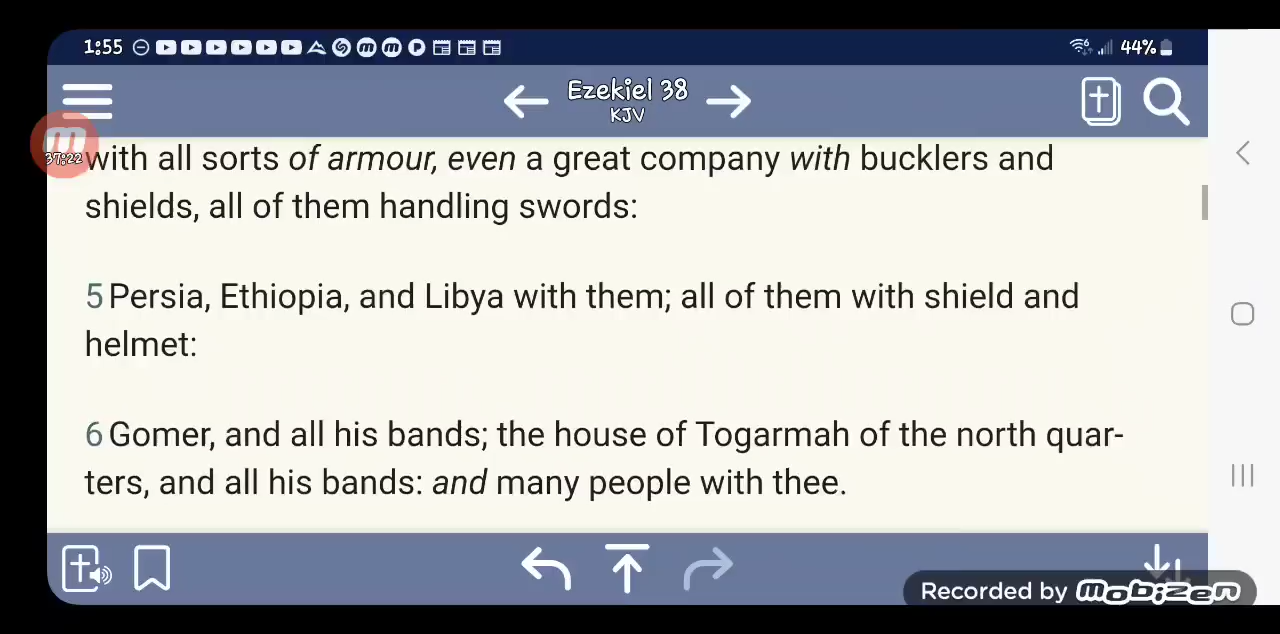 1:55
44%
Ezekiel 38
KJV
37:22
with all sorts of armour, even a great company with bucklers and
shields, all of them handling swords:
5 Persia, Ethiopia, and Libya with them; all of them with shield and
helmet:
6 Gomer, and all his bands; the house of Togarmah of the north quar-
ters, and all his bands: and many people with thee.
Recorded by mobizen